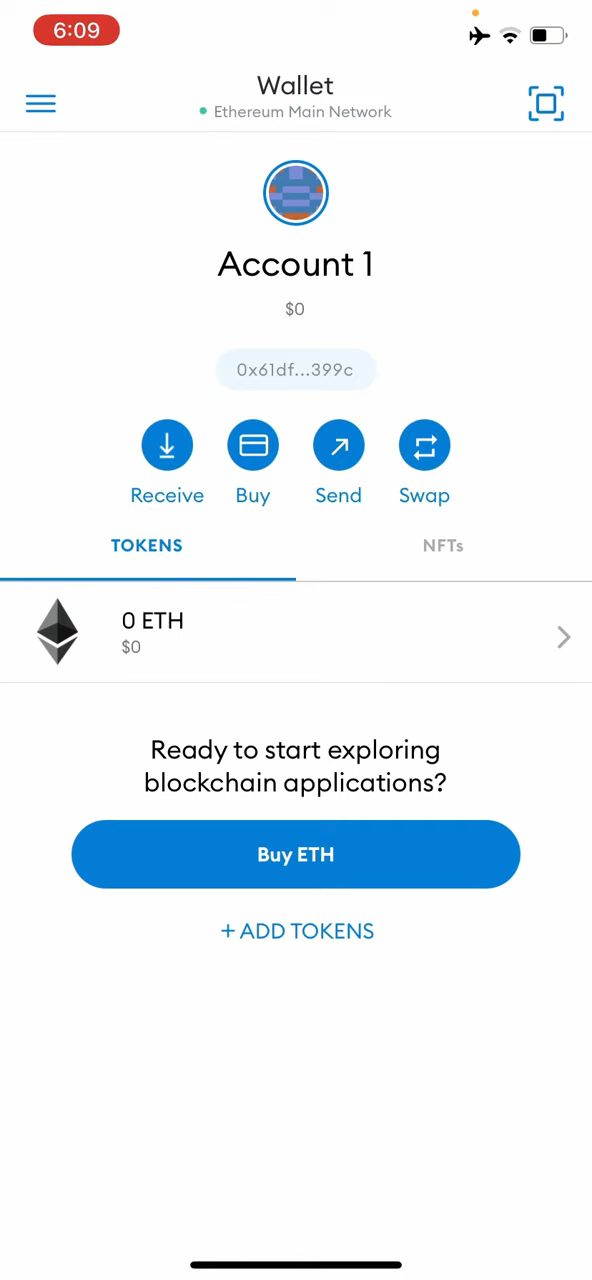 6:09
Wallet
Ethereum Main Network
Account 1
$0
0x61df...399c
Receive Buy Send Swap
TOKENS NFTs
0 ETH
$0
Ready to start exploring
blockchain applications?
Buy ETH
+ ADD TOKENS